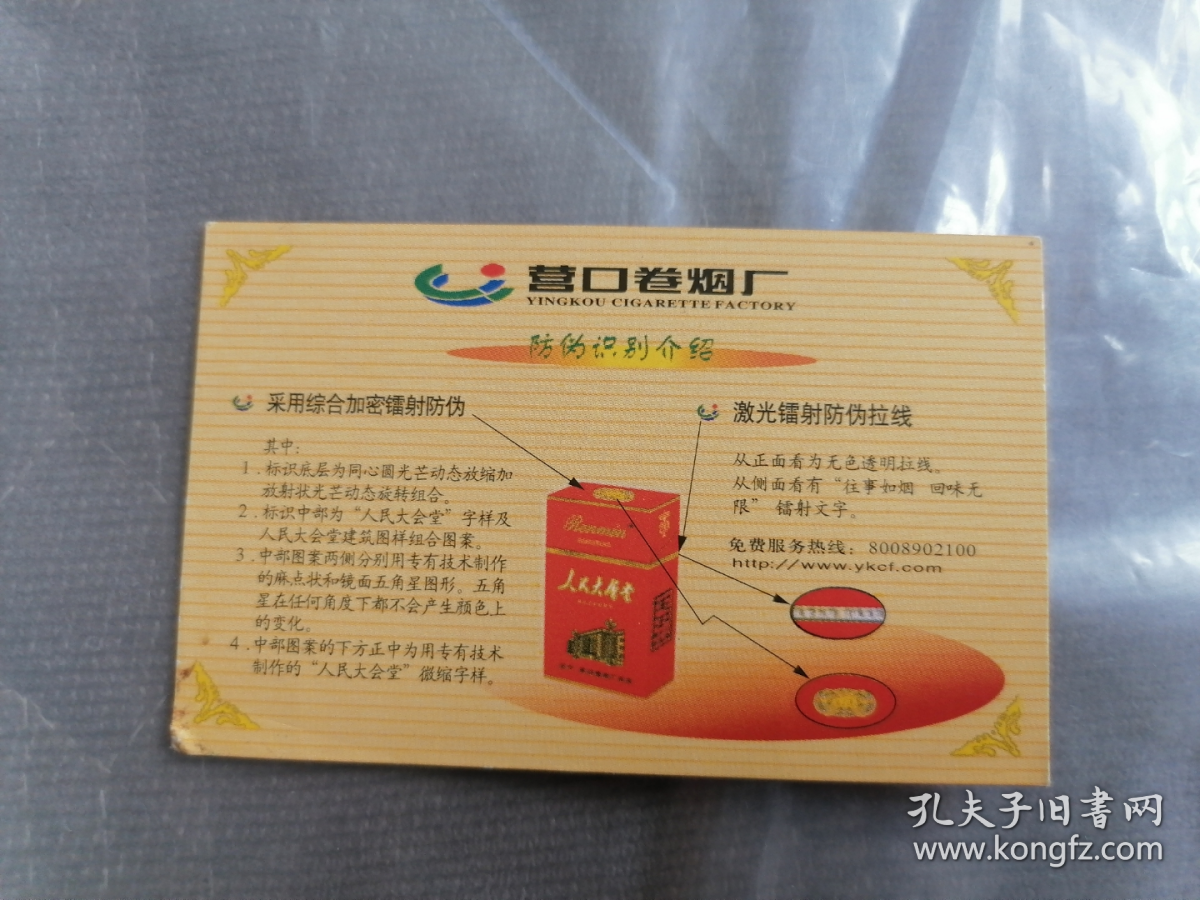 营口卷烟厂
YINGKOU CIGARETTE FACTORY
防伪识别介绍
采用综合加密镭射防伪
其中:
1.标识底层为同心圆光芒动态放缩加
放射状光芒动态旋转组合。
2.标识中部为“人民大会堂”字样及
人民大会堂建筑图样组合图案。
3.中部图案两侧分别用专有技术制作
的麻点状和镜面五角星图形。五角
星在任何角度下都不会产生颜色上
的变化。
4.中部图案的下方正中为用专有技术
制作的“人民大会堂”微缩字样。
激光镭射防伪拉线
从正面看为无色透明拉线。
从侧面看有“往事如烟 回味无
限”镭射文字。
免费服务热线: 8008902100
http://www.ykcf.com
Renmin
人民大会堂
孔夫子旧书网
www.kongfz.com